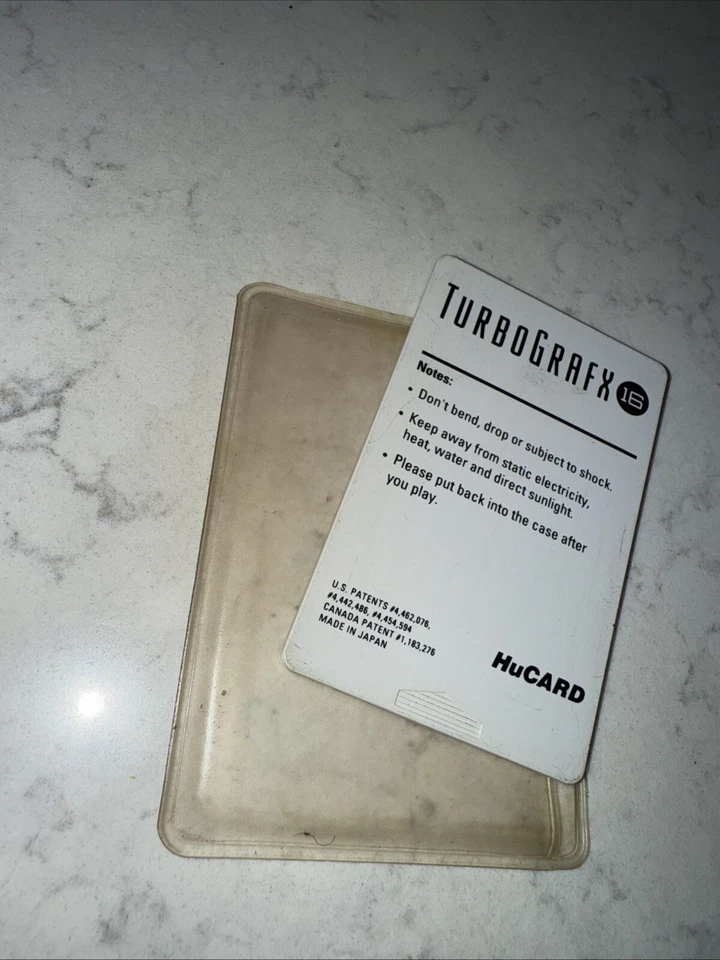 TURBOGRAFX 16
Notes:
• Don't bend, drop or subject to shock.
• Keep away from static electricity,
heat, water and direct sunlight.
• Please put back into the case after
you play.
U.S. PATENTS #4,462,076,
#4,442,486, #4,454,594
CANADA PATENT #1,183,276
MADE IN JAPAN
HuCARD